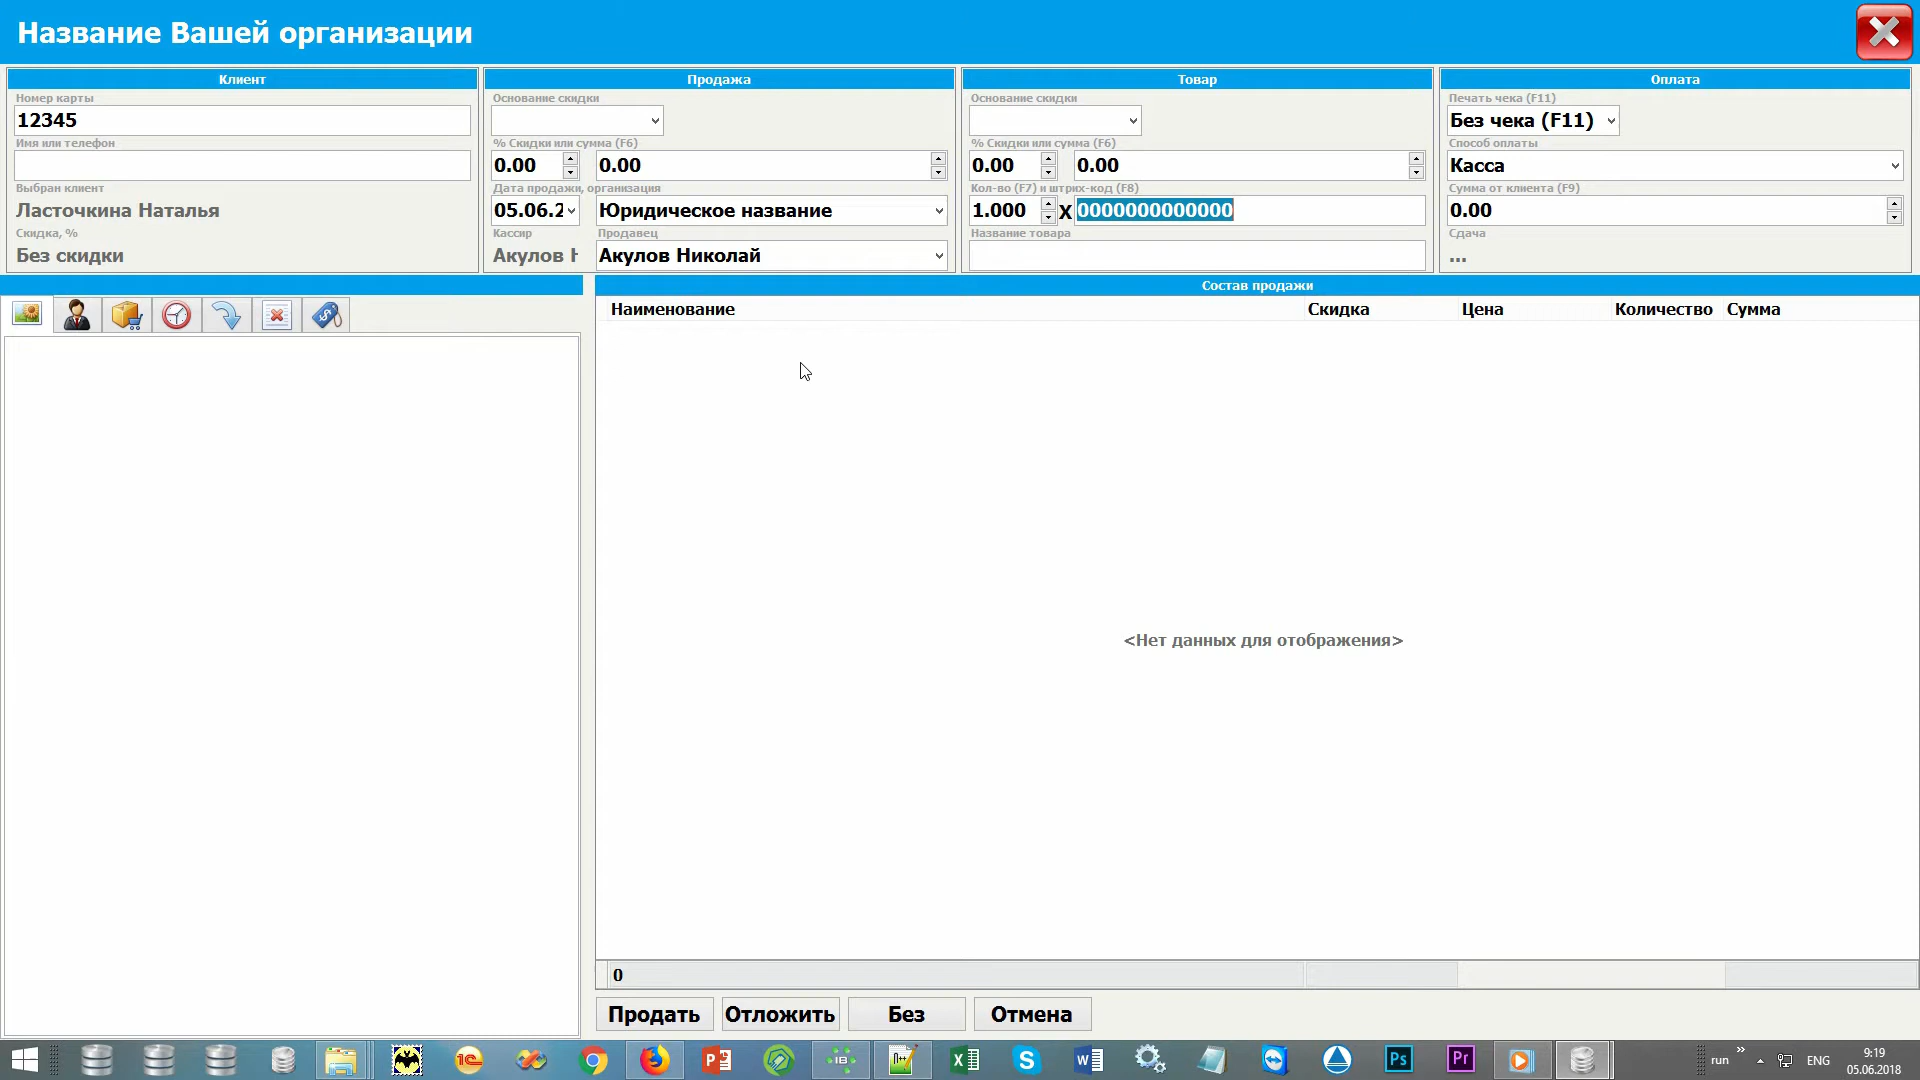 Название Вашей организации
Клиент
Номер карты
12345
Имя или телефон
Выбран клиент
Ласточкина Наталья
Скидка, %
Без скидки
Продажа
Основание скидки
% Скидки или сумма (F6)
0.00 0.00
Дата продажи, организация
05.06.2 Юридическое название
Кассир Продавец
Акулов Н Акулов Николай
Товар
Основание скидки
% Скидки или сумма (F6)
0.00 0.00
Кол-во (F7) и штрих-код (F8)
1.000 X 0000000000000
Название товара
Оплата
Печать чека (F11)
Без чека (F11)
Способ оплаты
Касса
Сумма от клиента (F9)
0.00
Сдача
...
Состав продажи
Наименование Скидка Цена Количество Сумма
<Нет данных для отображения>
0
Продать Отложить Без Отмена
run ENG 9:19
05.06.2018